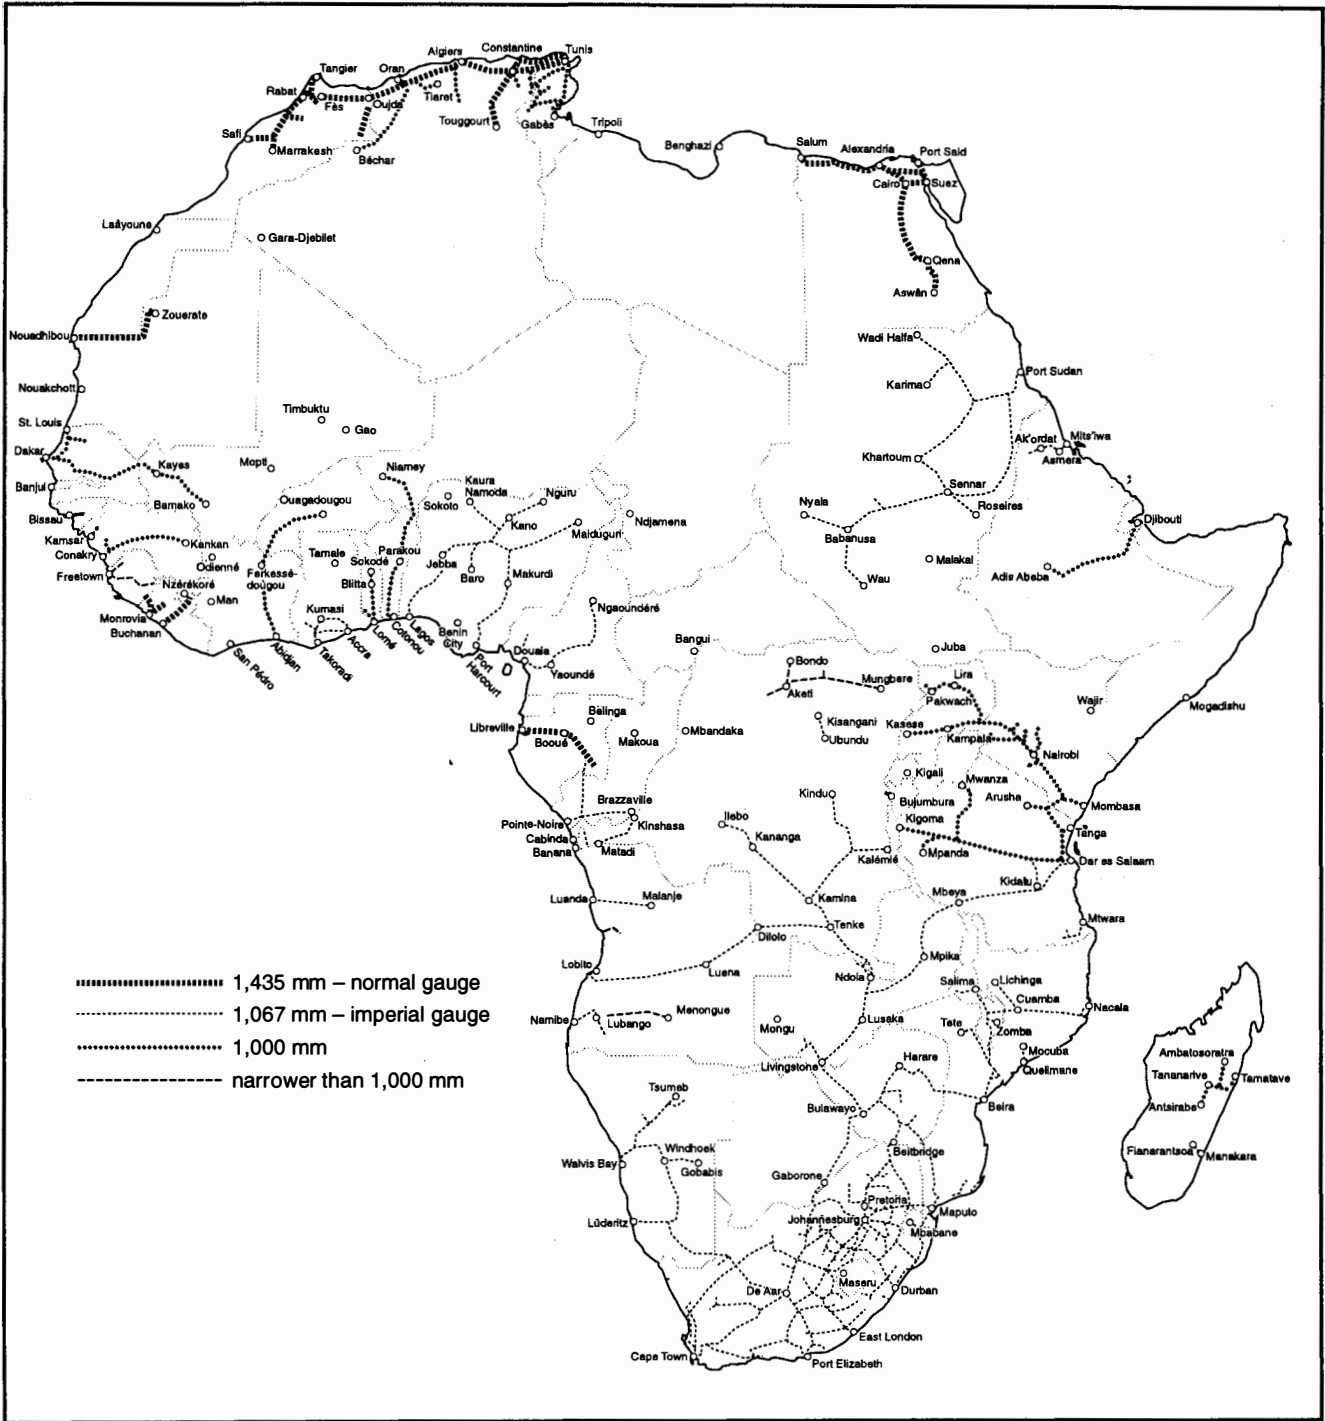 Algiers
Constantine
Tunis
Tangier
Oran
Rabat
Fès
Oujda
Tiaret
Touggourt
Gabès
Tripoli
Safi
Marrakesh
Béchar
Benghazi
Salum
Alexandria
Port Said
Cairo
Suez
Laâyoune
Gara-Djebilet
Qena
Aswân
Zouerate
Nouadhibou
Wadi Halfa
Port Sudan
Karima
Nouakchott
Timbuktu
Gao
St. Louis
Dakar
Kayes
Mopti
Niamey
Khartoum
Ak'ordat
Mits'iwa
Asmera
Banjul
Bamako
Ouagadougou
Sokoto
Kaura
Namoda
Nguru
Kano
Maiduguri
Ndjamena
Nyala
Sennar
Roseires
Babanusa
Djibouti
Bissau
Kamsar
Conakry
Kankan
Odienné
Freetown
Nzérékoré
Man
Ferkessé-
dougou
Tamale
Sokodé
Blitta
Parakou
Jebba
Baro
Makurdi
Malakal
Wau
Adis Abeba
Monrovia
Buchanan
Kumasi
San Pédro
Abidjan
Takoradi
Accra
Lomé
Cotonou
Lagos
Benin
City
Port
Harcourt
Ngaoundéré
Douala
Yaoundé
Bangui
Juba
Bondo
Aketi
Mungbere
Lira
Pakwach
Wajir
Mogadishu
Libreville
Booué
Bèlinga
Makoua
Mbandaka
Kisangani
Ubundu
Kasese
Kampala
Nairobi
Kigali
Mwanza
Bujumbura
Arusha
Mombasa
Kigoma
Tanga
Mpanda
Dar es Salaam
Brazzaville
Pointe-Noire
Kinshasa
Cabinda
Banana
Matadi
Ilebo
Kananga
Kindu
Kalémié
Kidatu
Mbeya
Mtwara
Luanda
Malanje
Kamina
Dilolo
Tenke
Lobito
Luena
Ndola
Mpika
Salima
Lichinga
Cuamba
Nacala
Namibe
Lubango
Menongue
Mongu
Lusaka
Tete
Zomba
Mocuba
Quelimane
Livingstone
Harare
Ambatosoratra
Tananarive
Tamatave
Antsirabe
Fianarantsoa
Manakara
Tsumeb
Bulawayo
Beira
Beitbridge
Walvis Bay
Windhoek
Gobabis
Gaborone
Pretoria
Johannesburg
Maputo
Mbabane
Lüderitz
Maseru
De Aar
Durban
East London
Cape Town
Port Elizabeth
1,435 mm – normal gauge
1,067 mm – imperial gauge
1,000 mm
narrower than 1,000 mm